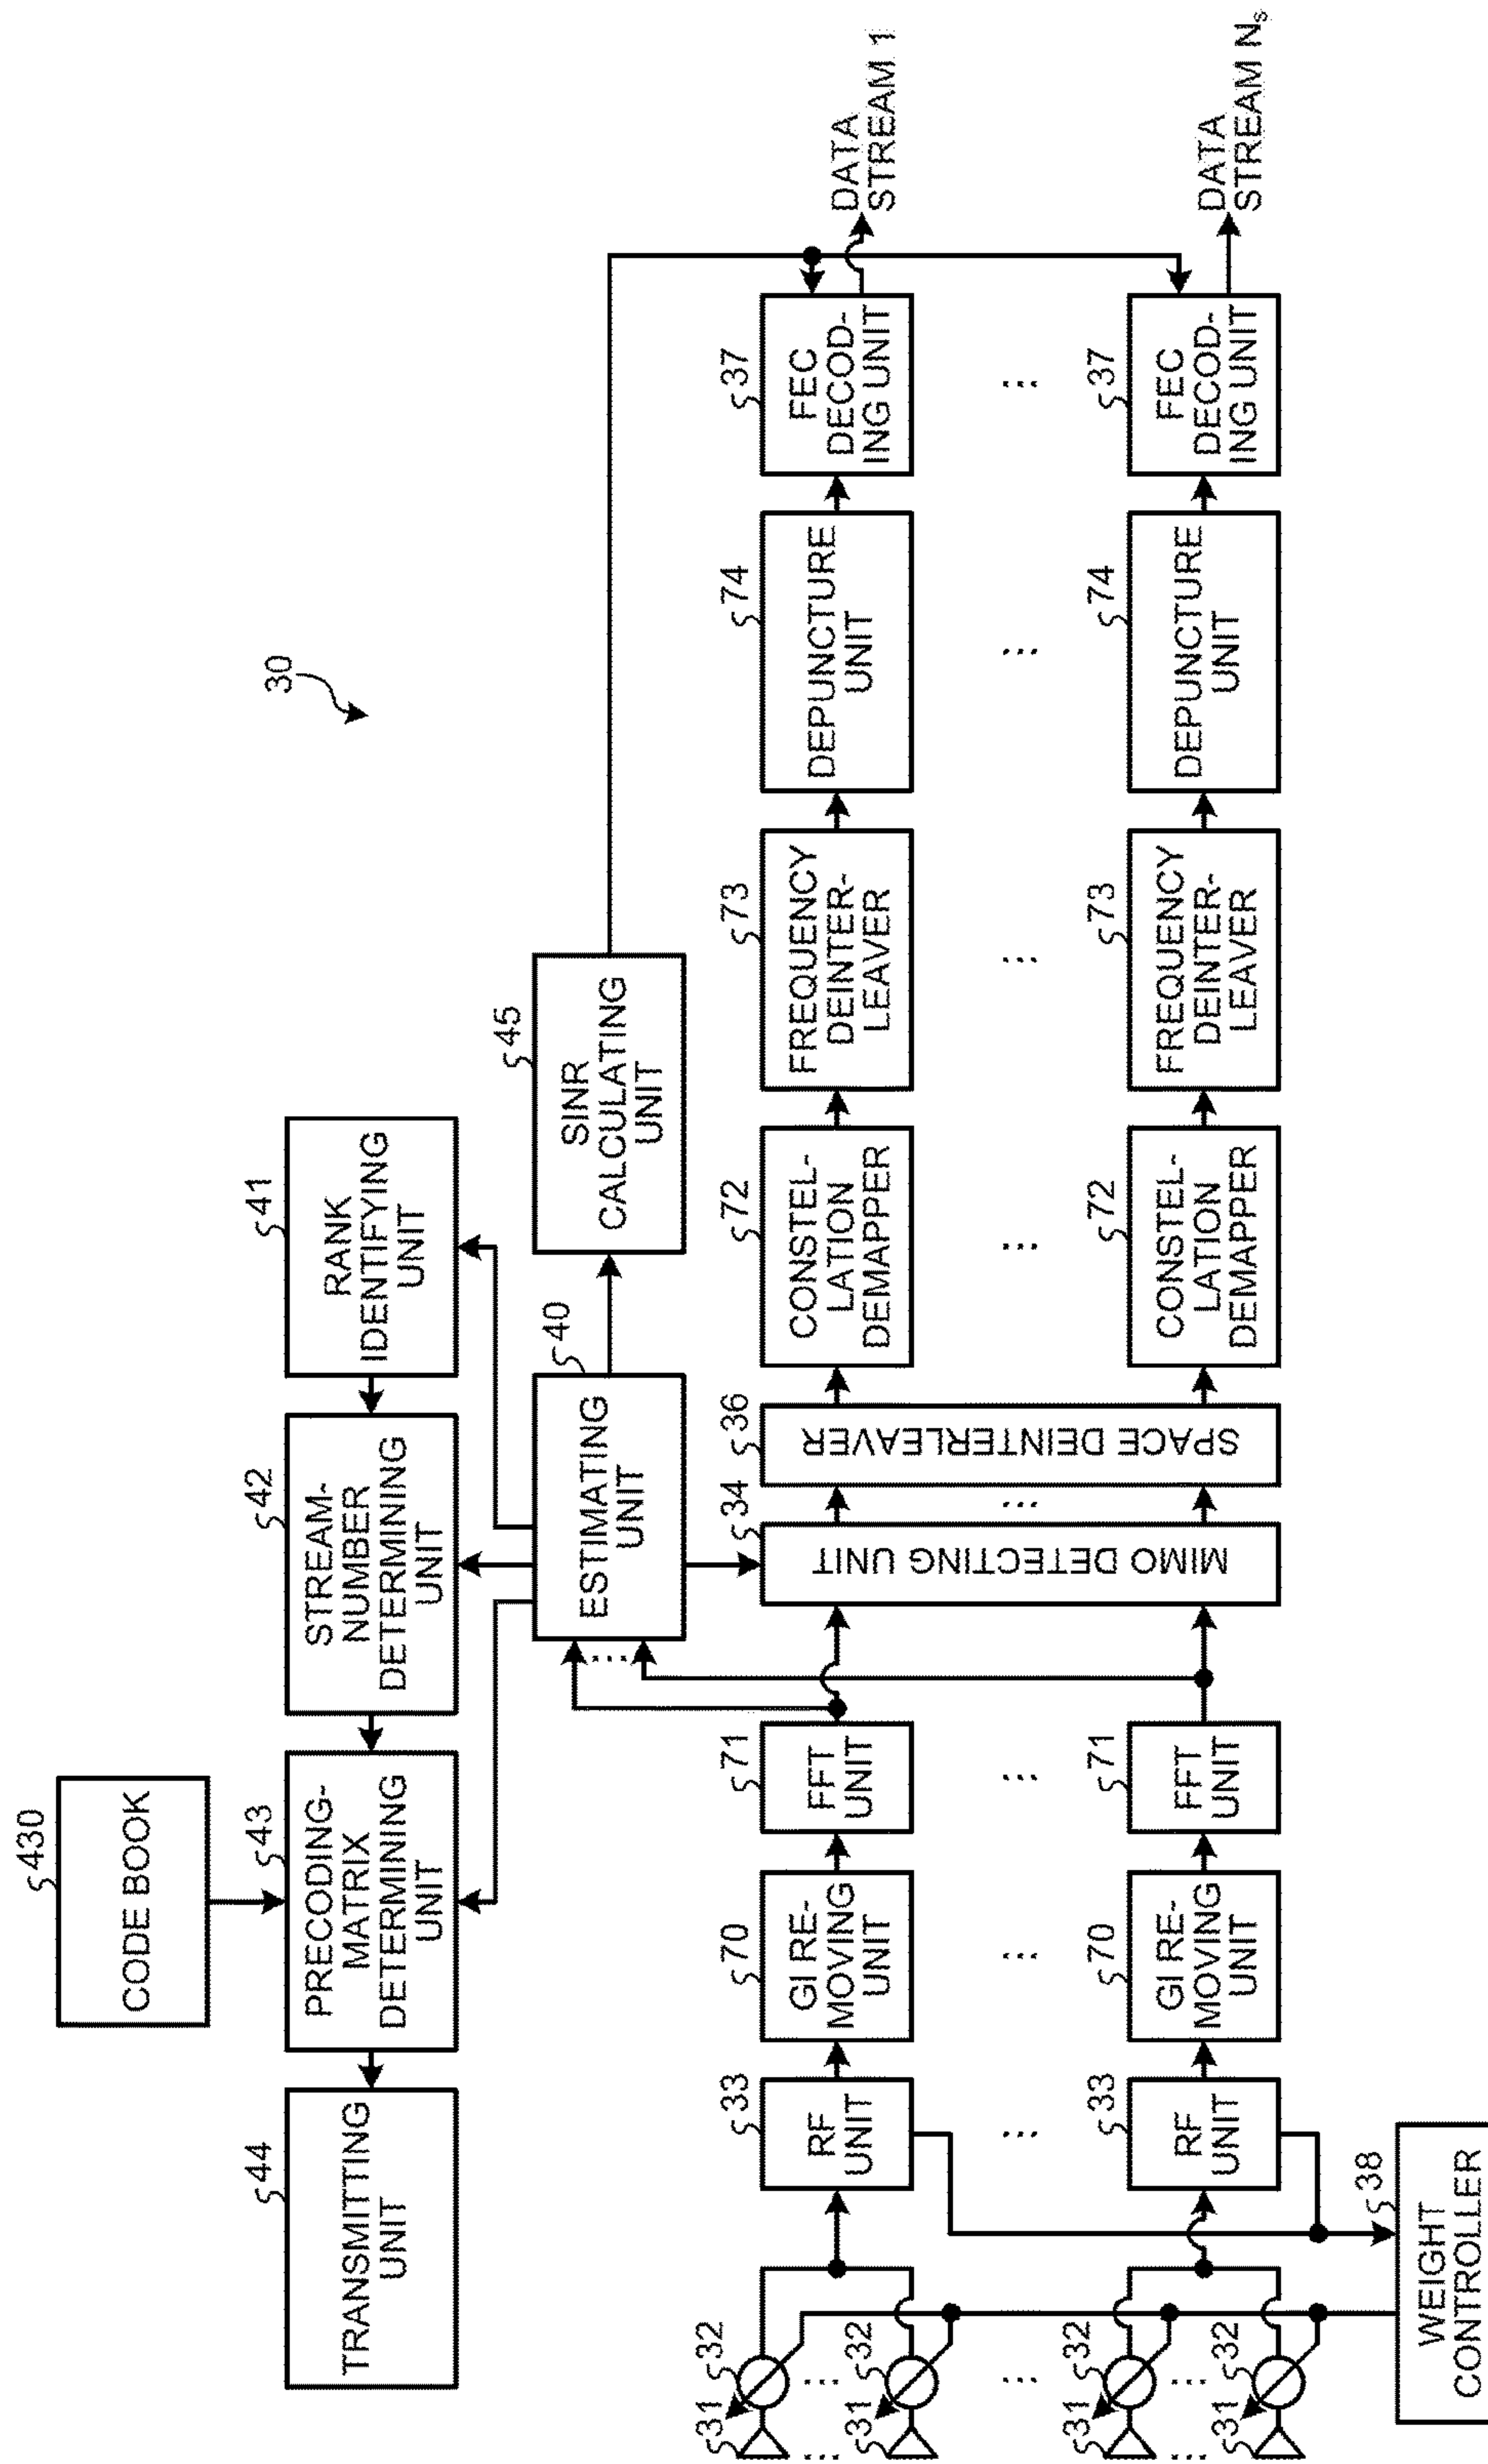 30
430
CODE BOOK
44
TRANSMITTING
UNIT
43
PRECODING-
MATRIX
DETERMINING
UNIT
42
STREAM-
NUMBER
DETERMINING
UNIT
41
RANK
IDENTIFYING
UNIT
40
ESTIMATING
UNIT
...
45
SINR
CALCULATING
UNIT
31
32
...
31
32
33
RF
UNIT
70
GI RE-
MOVING
UNIT
71
FFT
UNIT
34
MIMO DETECTING UNIT
...
36
SPACE DEINTERLEAVER
72
CONSTEL-
LATION
DEMAPPER
73
FREQUENCY
DEINTER-
LEAVER
74
DEPUNCTURE
UNIT
37
FEC
DECOD-
ING UNIT
DATA
STREAM 1
...
...
...
...
...
...
...
...
31
32
...
31
32
33
RF
UNIT
70
GI RE-
MOVING
UNIT
71
FFT
UNIT
72
CONSTEL-
LATION
DEMAPPER
73
FREQUENCY
DEINTER-
LEAVER
74
DEPUNCTURE
UNIT
37
FEC
DECOD-
ING UNIT
DATA
STREAM Ns
38
WEIGHT
CONTROLLER